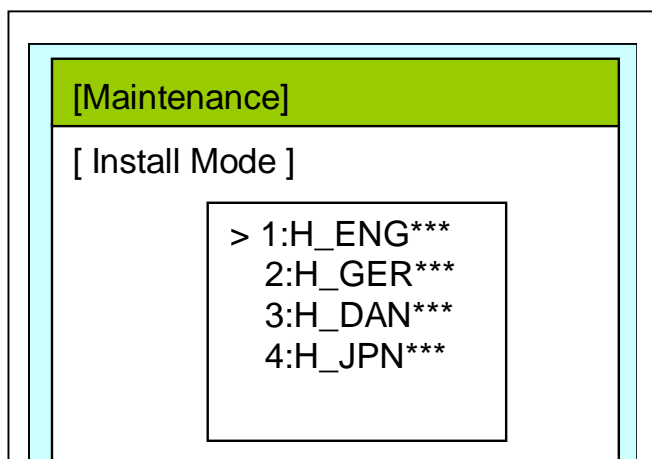 [Maintenance]
[ Install Mode ]
> 1:H_ENG***
2:H_GER***
3:H_DAN***
4:H_JPN***